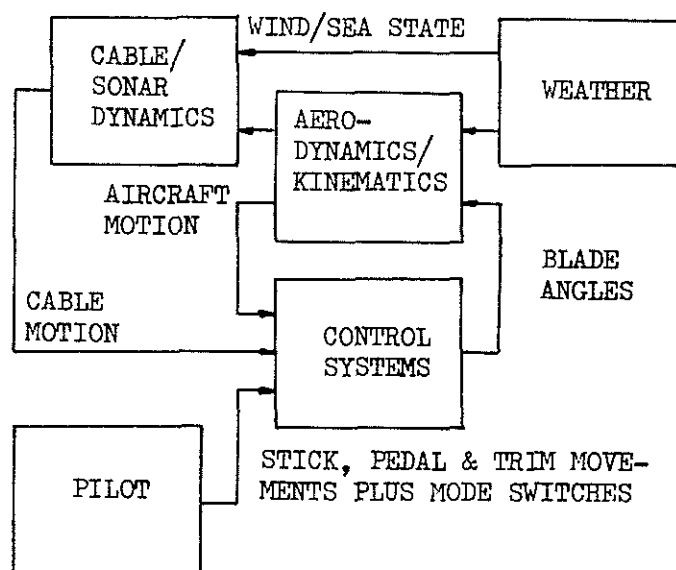 WIND/SEA STATE
CABLE/
SONAR
DYNAMICS
WEATHER
AERO-
DYNAMICS/
KINEMATICS
AIRCRAFT
MOTION
BLADE
ANGLES
CABLE
MOTION
CONTROL
SYSTEMS
PILOT
STICK, PEDAL & TRIM MOVE-
MENTS PLUS MODE SWITCHES